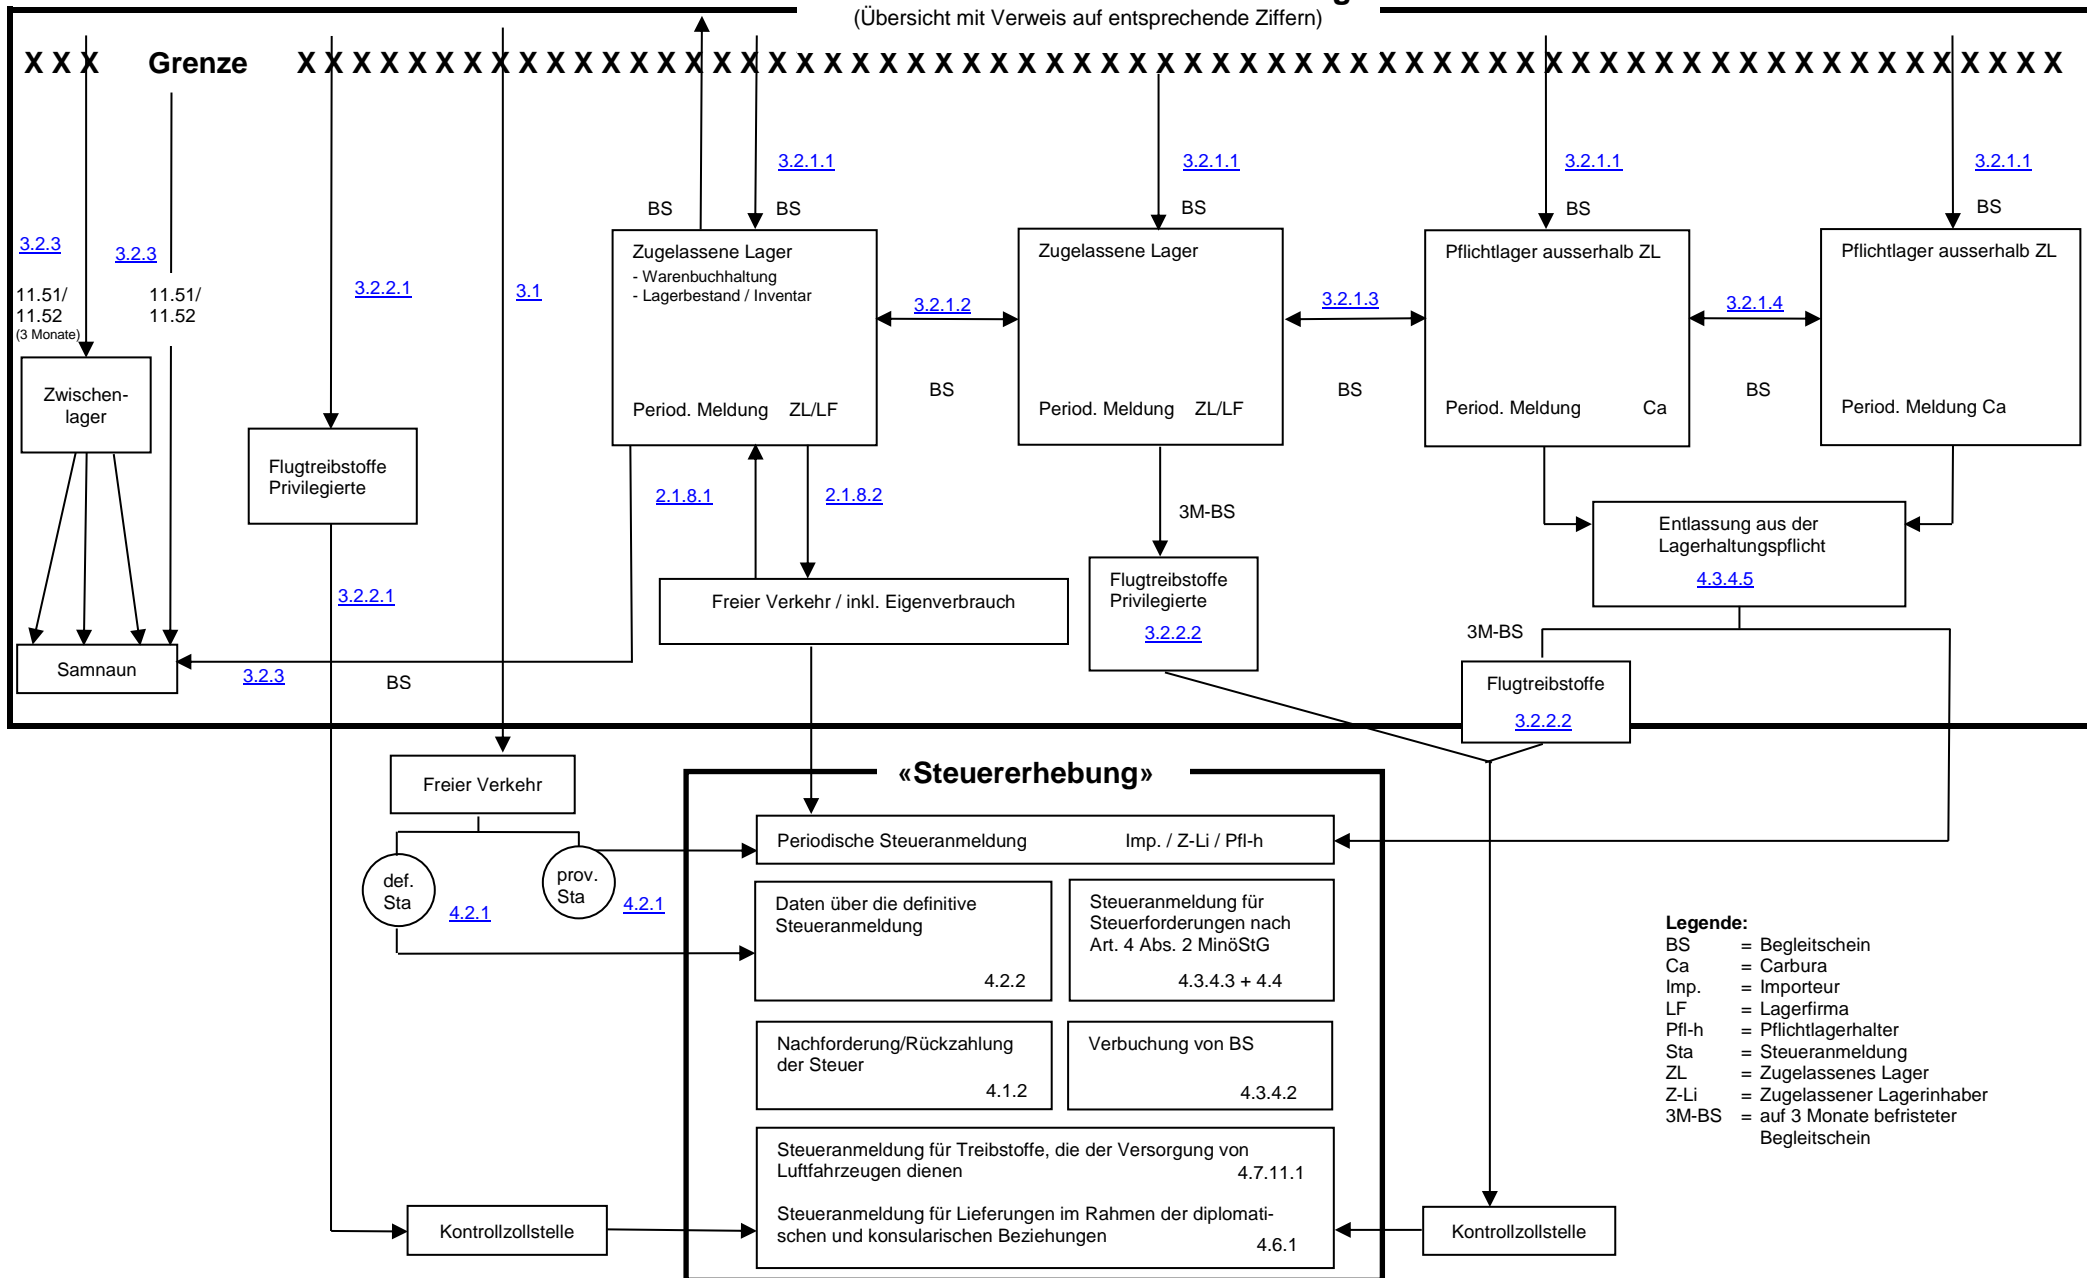 (Übersicht mit Verweis auf entsprechende Ziffern)
X X X Grenze X X X X X X X X X X X X X X X X X X X X X X X X X X X X X X X X X X X X X X X X X X X X X X X X X X X X X X X X X X X X X X X X
3.2.1.1
3.2.1.1
3.2.1.1
3.2.1.1
BS
BS
BS
BS
BS
3.2.3
3.2.3
11.51/
11.52
(3 Monate)
11.51/
11.52
3.2.2.1
3.1
Zugelassene Lager
- Warenbuchhaltung
- Lagerbestand / Inventar
Period. Meldung ZL/LF
3.2.1.2
BS
Zugelassene Lager
Period. Meldung ZL/LF
3.2.1.3
BS
Pflichtlager ausserhalb ZL
Period. Meldung Ca
3.2.1.4
BS
Pflichtlager ausserhalb ZL
Period. Meldung Ca
Zwischen-
lager
Flugtreibstoffe
Privilegierte
2.1.8.1
2.1.8.2
3M-BS
Entlassung aus der
Lagerhaltungspflicht
4.3.4.5
3.2.2.1
Freier Verkehr / inkl. Eigenverbrauch
Flugtreibstoffe
Privilegierte
3.2.2.2
3M-BS
Samnaun
3.2.3
BS
Flugtreibstoffe
3.2.2.2
Freier Verkehr
«Steuererhebung»
Periodische Steueranmeldung Imp. / Z-Li / Pfl-h
def.
Sta
4.2.1
prov.
Sta
4.2.1
Daten über die definitive
Steueranmeldung
4.2.2
Steueranmeldung für
Steuerforderungen nach
Art. 4 Abs. 2 MinöStG
4.3.4.3 + 4.4
Nachforderung/Rückzahlung
der Steuer
4.1.2
Verbuchung von BS
4.3.4.2
Steueranmeldung für Treibstoffe, die der Versorgung von
Luftfahrzeugen dienen 4.7.11.1
Steueranmeldung für Lieferungen im Rahmen der diplomati-
schen und konsularischen Beziehungen 4.6.1
Kontrollzollstelle
Kontrollzollstelle
Legende:
BS = Begleitschein
Ca = Carbura
Imp. = Importeur
LF = Lagerfirma
Pfl-h = Pflichtlagerhalter
Sta = Steueranmeldung
ZL = Zugelassenes Lager
Z-Li = Zugelassener Lagerinhaber
3M-BS = auf 3 Monate befristeter
Begleitschein